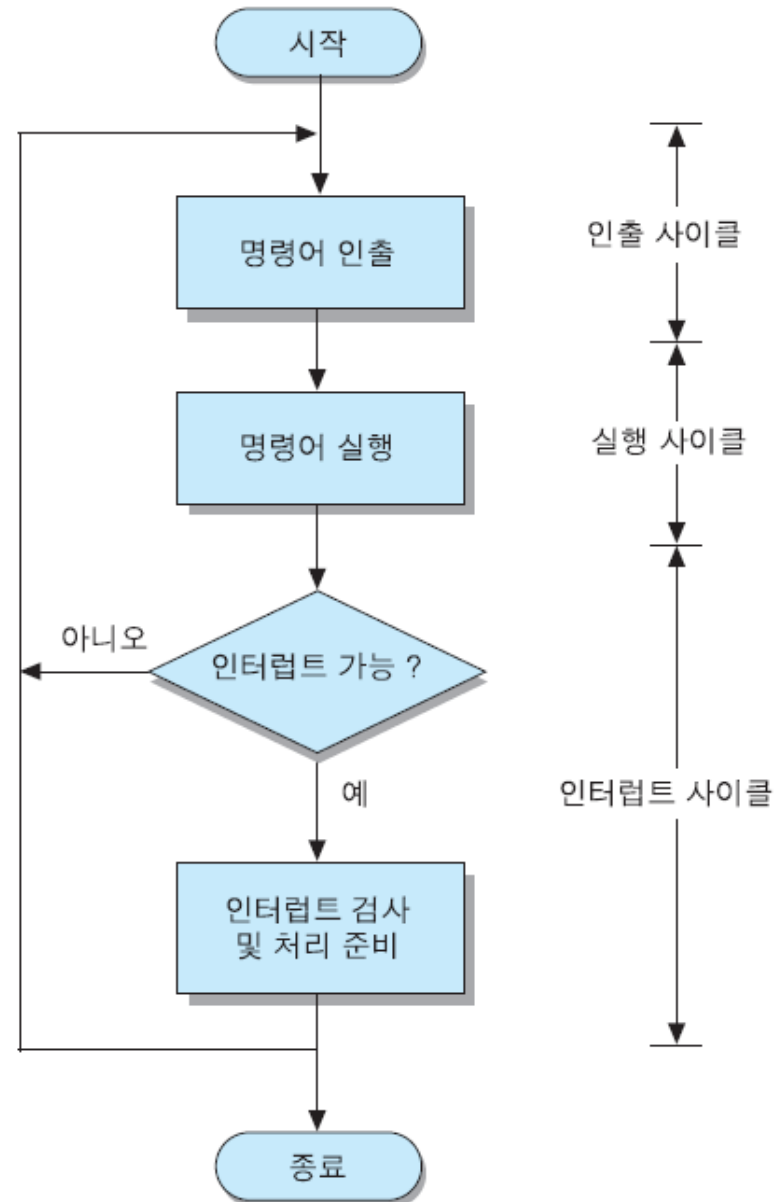 시작
명령어 인출
인출 사이클
명령어 실행
실행 사이클
아니오
인터럽트 가능 ?
예
인터럽트 사이클
인터럽트 검사
및 처리 준비
종료